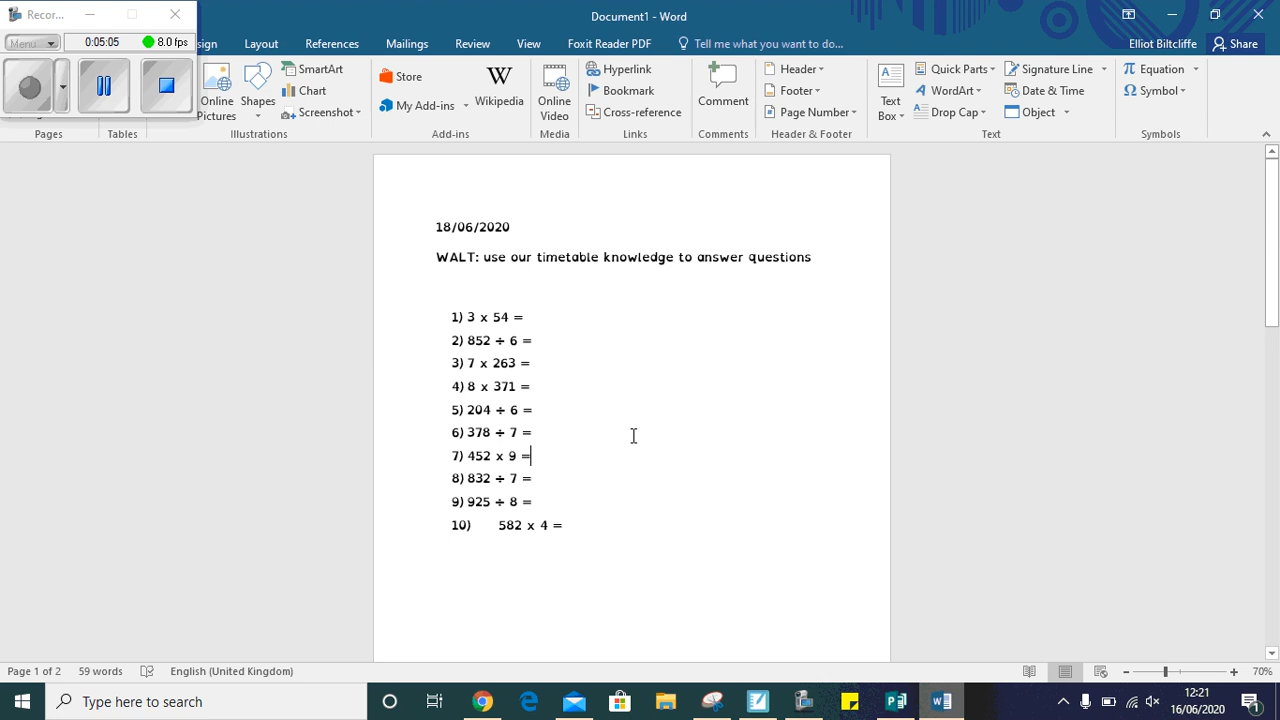 Recor...
Document1 - Word
0:05:05 8.0 fps
Menu
sign Layout References Mailings Review View Foxit Reader PDF Tell me what you want to do... Elliot Biltcliffe Share
Online Pictures
Shapes
SmartArt
Chart
Screenshot
Store
My Add-ins
Wikipedia
Online Video
Hyperlink
Bookmark
Cross-reference
Comment
Header
Footer
Page Number
Text Box
Quick Parts
WordArt
Drop Cap
Signature Line
Date & Time
Object
Equation
Symbol
Pages Tables Illustrations Add-ins Media Links Comments Header & Footer Text Symbols
18/06/2020
WALT: use our timetable knowledge to answer questions
1) 3 x 54 =
2) 852 ÷ 6 =
3) 7 x 263 =
4) 8 x 371 =
5) 204 ÷ 6 =
6) 378 ÷ 7 =
7) 452 x 9 =
8) 832 ÷ 7 =
9) 925 ÷ 8 =
10) 582 x 4 =
Page 1 of 2 59 words English (United Kingdom) 70%
Type here to search
12:21
16/06/2020